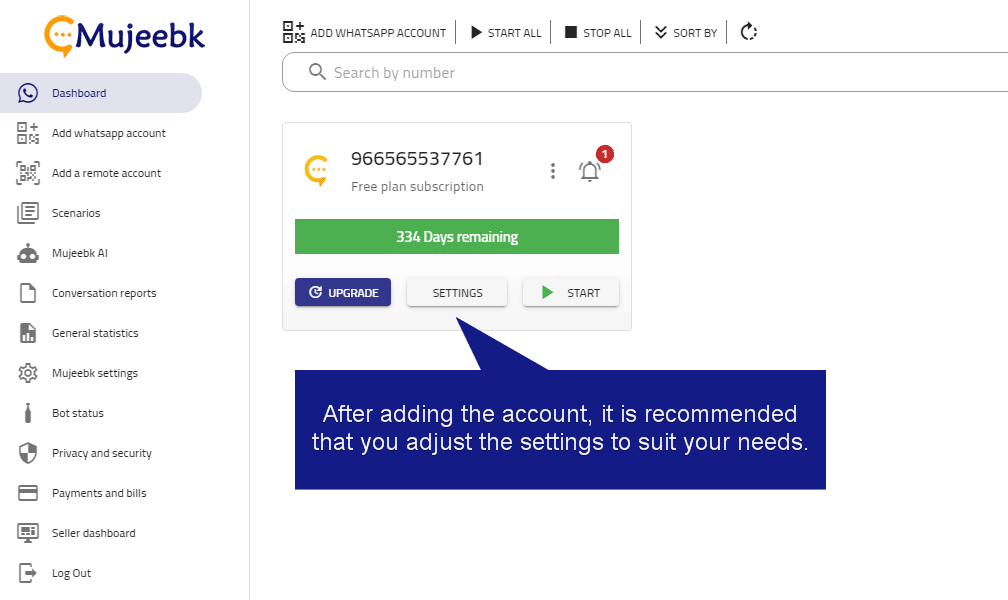 Mujeebk
Dashboard
Add whatsapp account
Add a remote account
Scenarios
Mujeebk AI
Conversation reports
General statistics
Mujeebk settings
Bot status
Privacy and security
Payments and bills
Seller dashboard
Log Out
ADD WHATSAPP ACCOUNT START ALL STOP ALL SORT BY
Search by number
966565537761
1
Free plan subscription
334 Days remaining
UPGRADE SETTINGS START
After adding the account, it is recommended
that you adjust the settings to suit your needs.